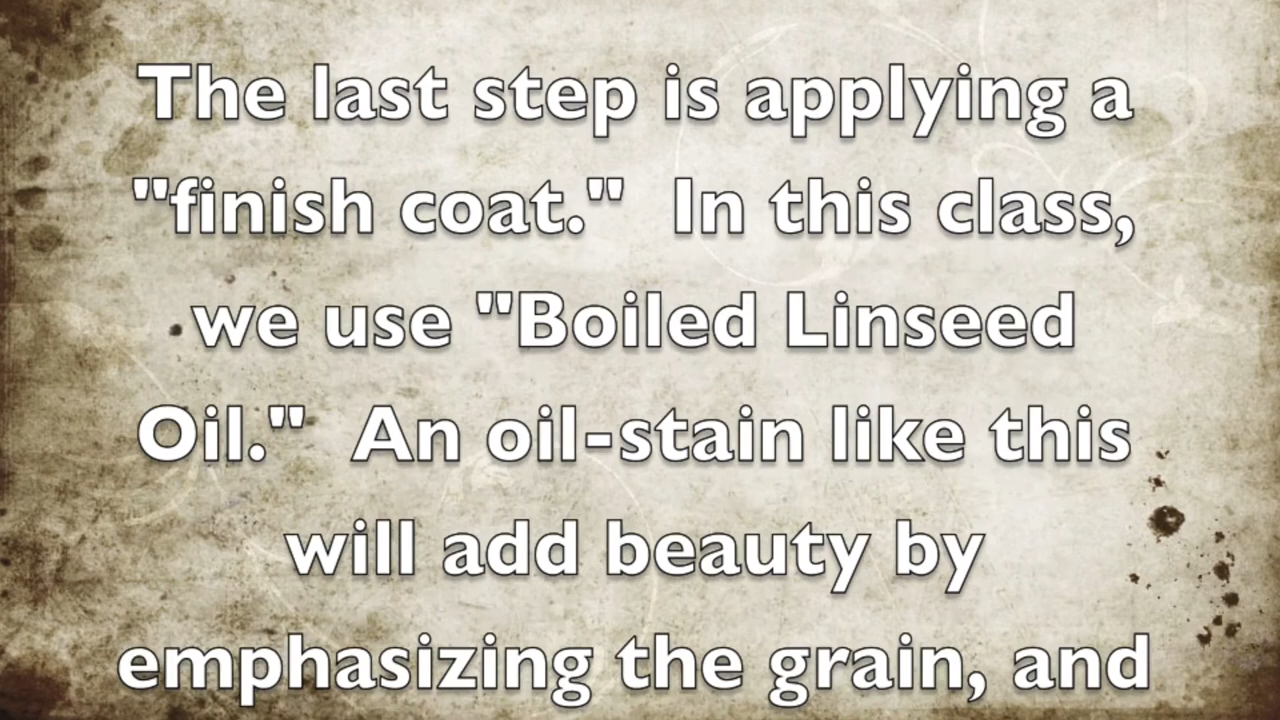 The last step is applying a
"finish coat."  In this class,
we use "Boiled Linseed
Oil."  An oil-stain like this
will add beauty by
emphasizing the grain, and